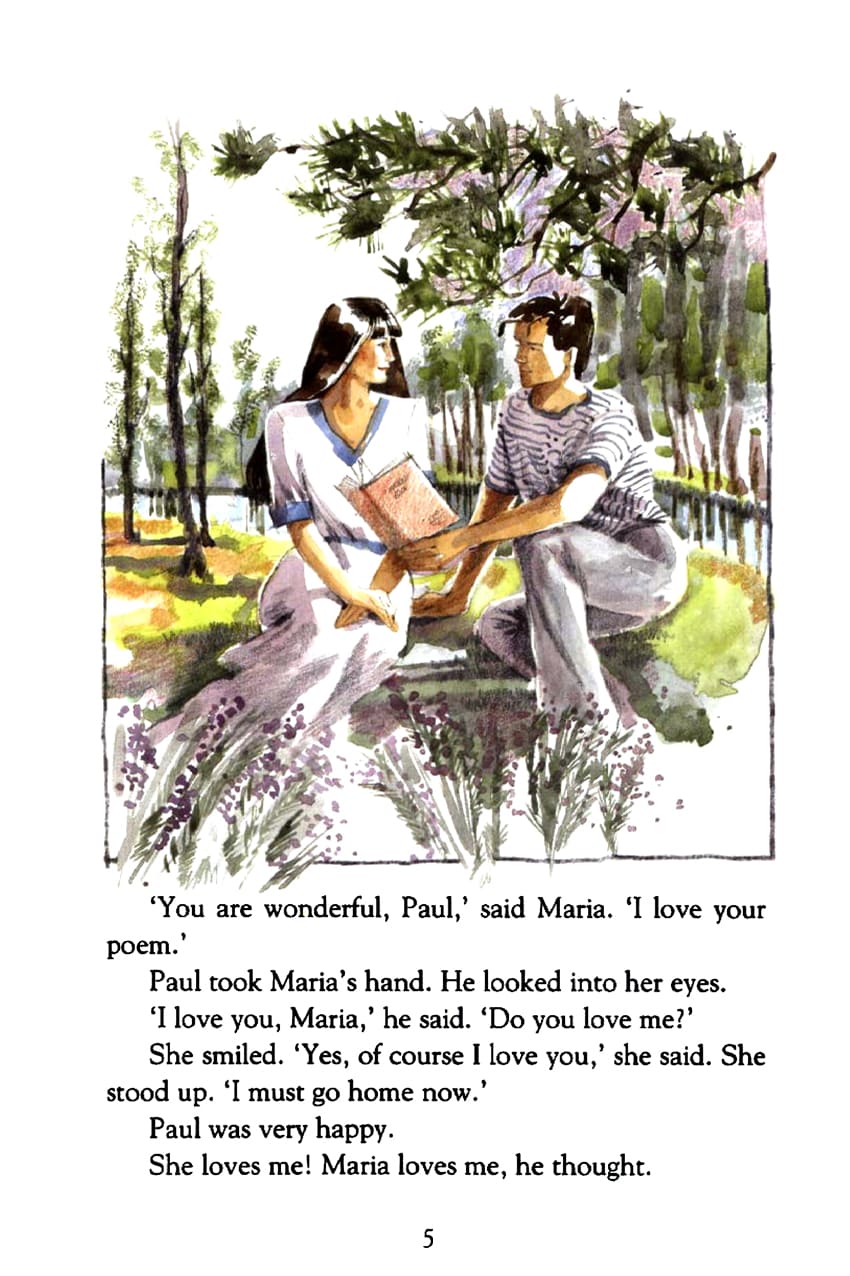 ‘You are wonderful, Paul,’ said Maria. ‘I love your
poem.’
Paul took Maria’s hand. He looked into her eyes.
‘I love you, Maria,’ he said. ‘Do you love me?’
She smiled. ‘Yes, of course I love you,’ she said. She
stood up. ‘I must go home now.’
Paul was very happy.
She loves me! Maria loves me, he thought.
5